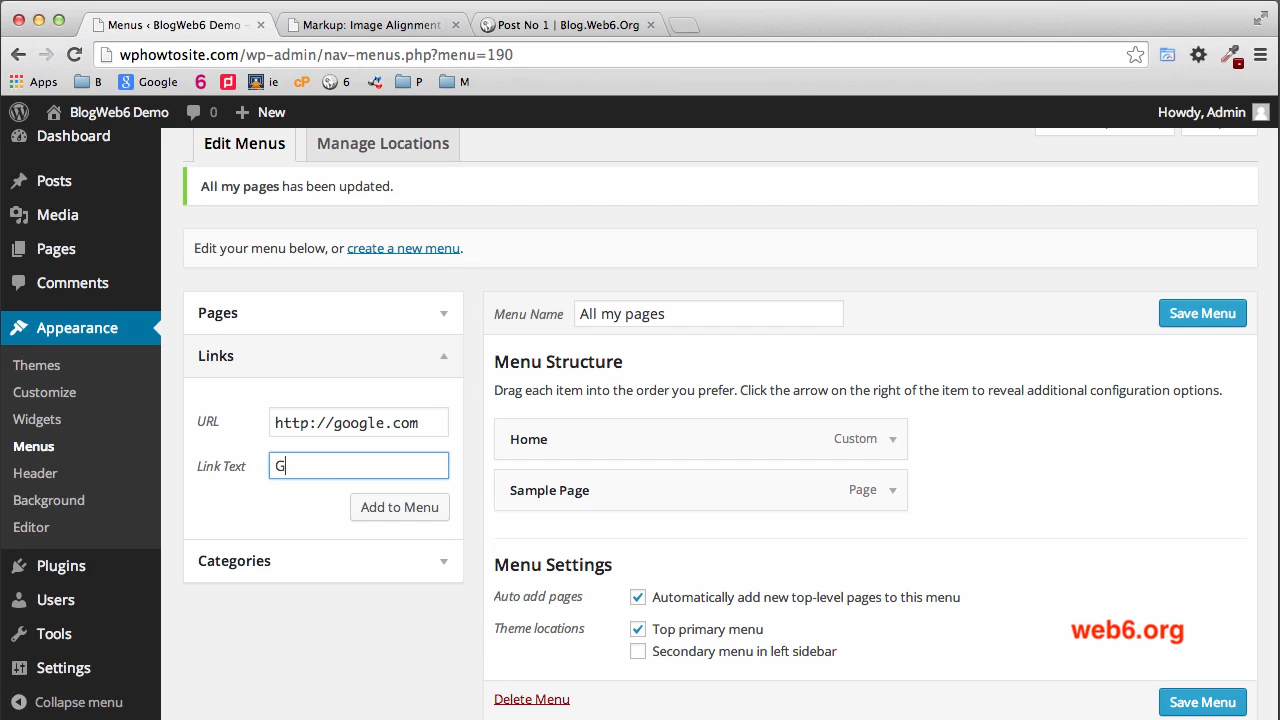 Menus ‹ BlogWeb6 Demo –
Markup: Image Alignment
Post No 1 | Blog.Web6.Org
wphowtosite.com/wp-admin/nav-menus.php?menu=190
Apps B Google 6 ie cP 6 P M
BlogWeb6 Demo 0 New Howdy, Admin
Dashboard
Posts
Media
Pages
Comments
Appearance
Themes
Customize
Widgets
Menus
Header
Background
Editor
Plugins
Users
Tools
Settings
Collapse menu
Edit Menus Manage Locations
All my pages has been updated.
Edit your menu below, or create a new menu.
Pages
Links
URL http://google.com
Link Text G
Add to Menu
Categories
Menu Name All my pages Save Menu
Menu Structure
Drag each item into the order you prefer. Click the arrow on the right of the item to reveal additional configuration options.
Home Custom
Sample Page Page
Menu Settings
Auto add pages Automatically add new top-level pages to this menu
Theme locations Top primary menu
Secondary menu in left sidebar
web6.org
Delete Menu Save Menu